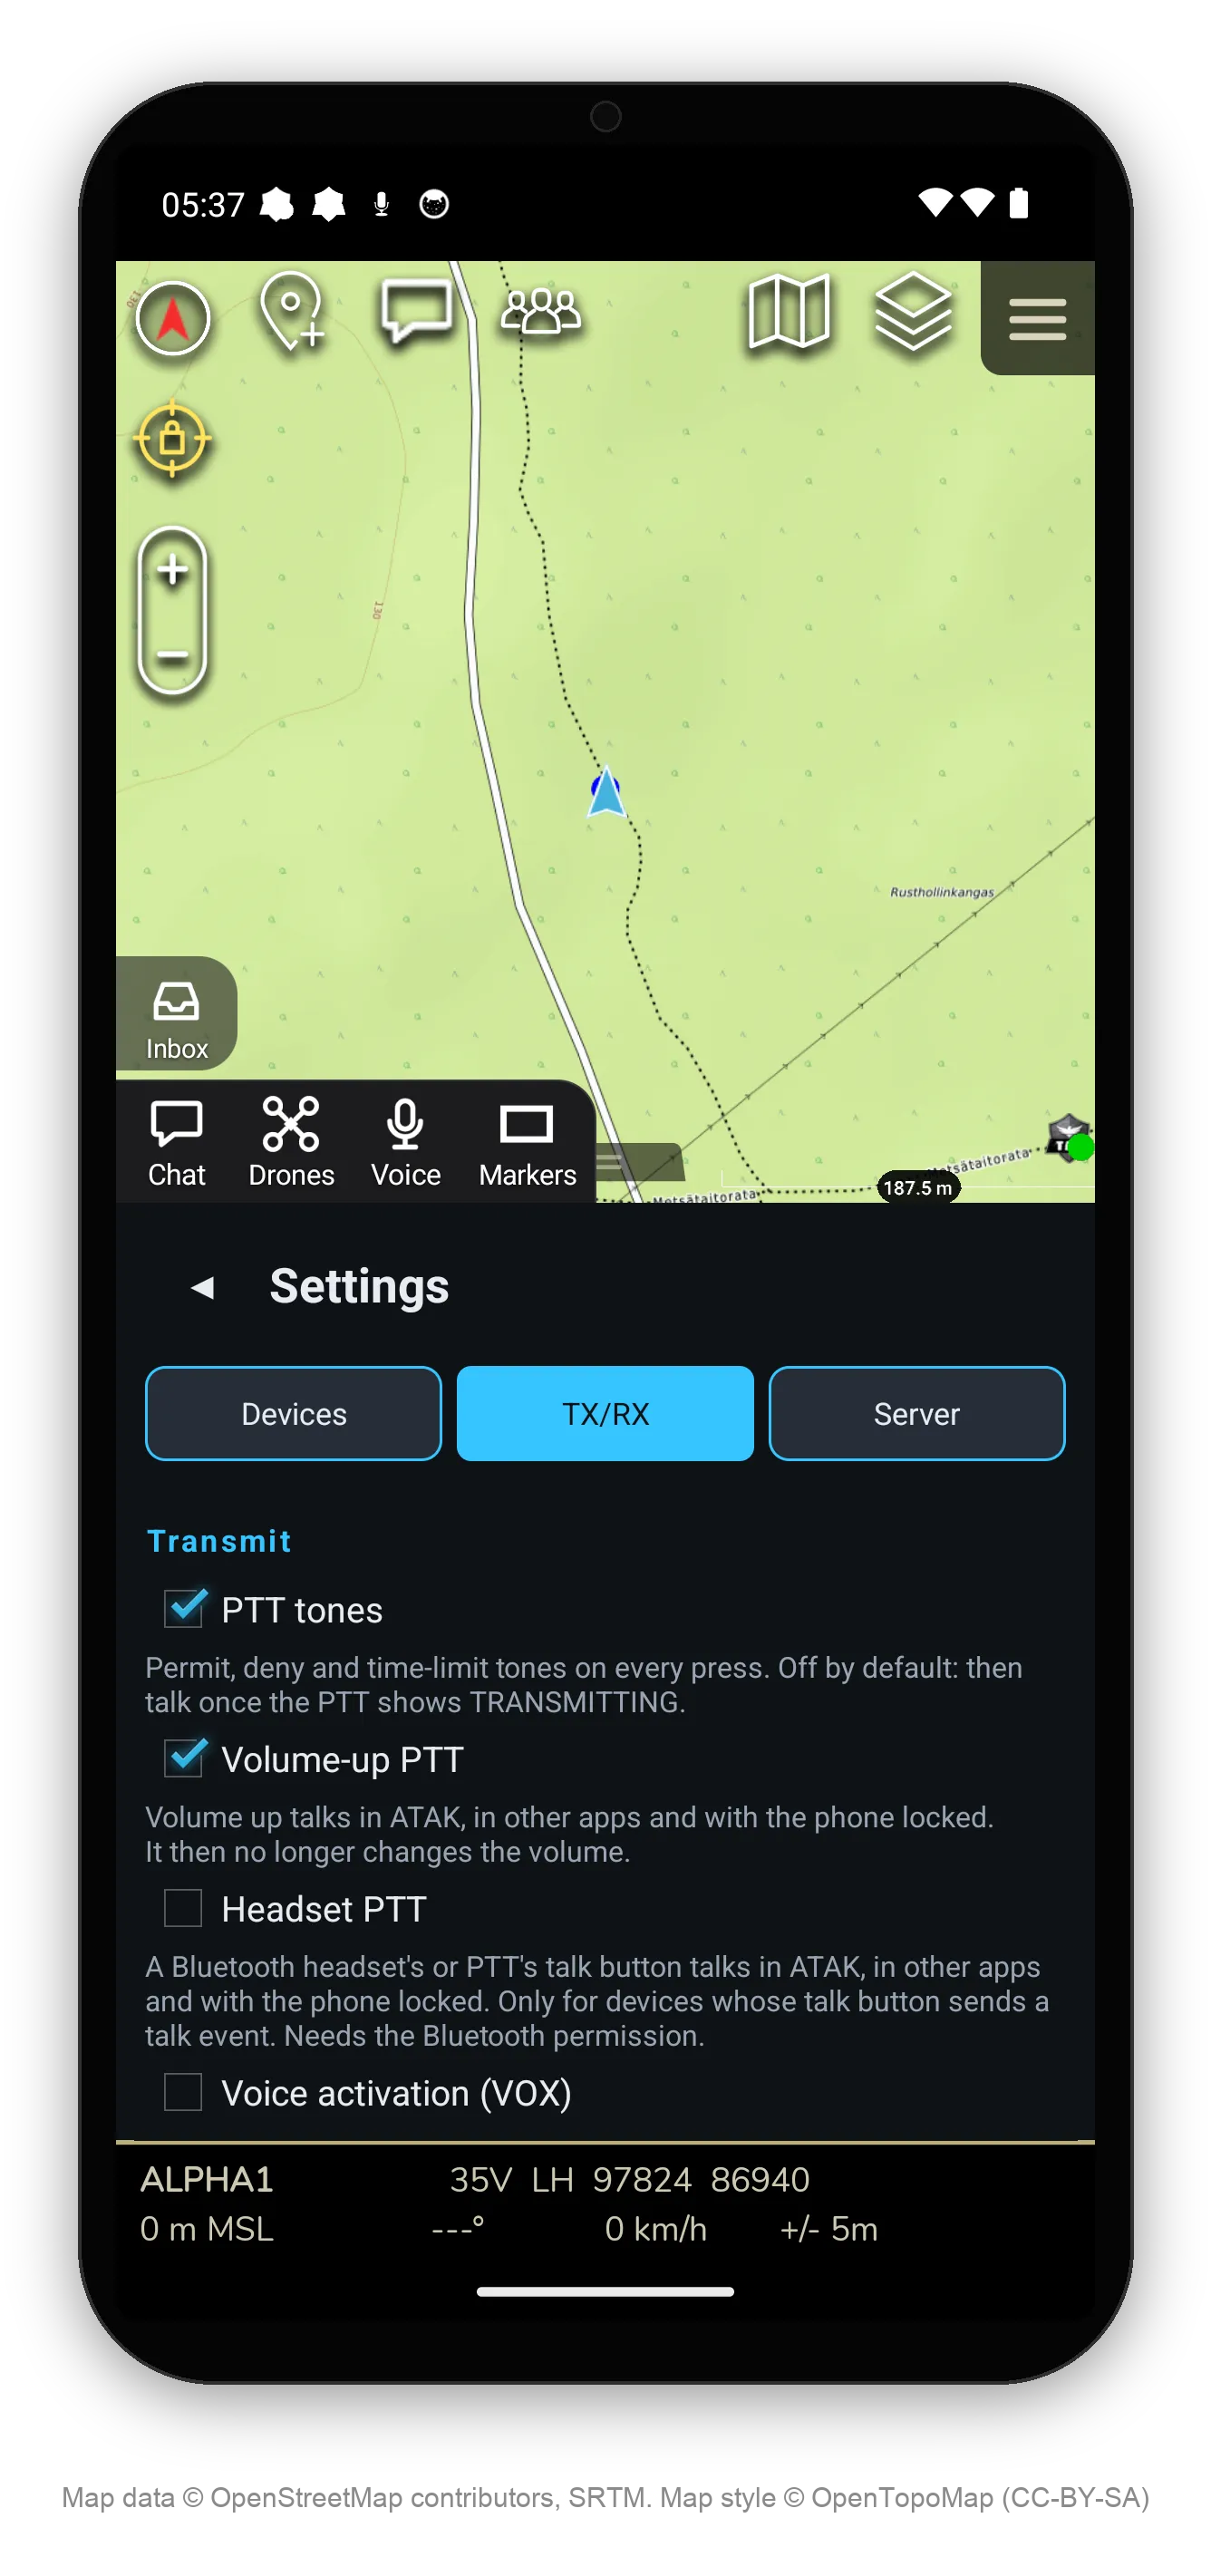 05:37
130
130
Rusthollinkangas
Inbox
Chat Drones Voice Markers
Metsätaitorata
Metsätaitorata
187.5 m
Settings
Devices TX/RX Server
Transmit
PTT tones
Permit, deny and time-limit tones on every press. Off by default: then
talk once the PTT shows TRANSMITTING.
Volume-up PTT
Volume up talks in ATAK, in other apps and with the phone locked.
It then no longer changes the volume.
Headset PTT
A Bluetooth headset's or PTT's talk button talks in ATAK, in other apps
and with the phone locked. Only for devices whose talk button sends a
talk event. Needs the Bluetooth permission.
Voice activation (VOX)
ALPHA1 35V LH 97824 86940
0 m MSL ---° 0 km/h +/- 5m
Map data © OpenStreetMap contributors, SRTM. Map style © OpenTopoMap (CC-BY-SA)